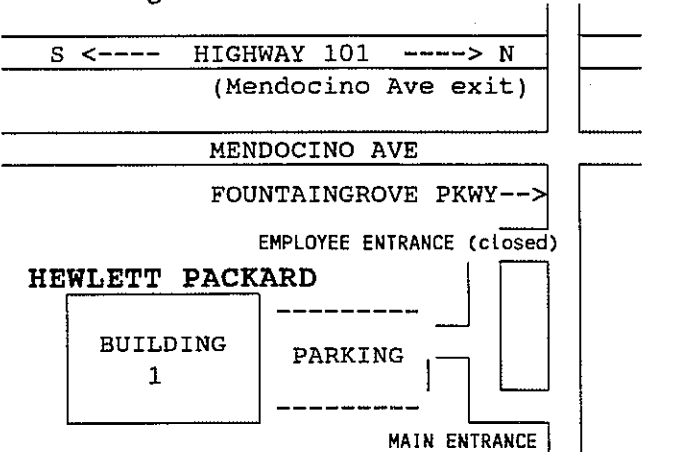 S <---- HIGHWAY 101 ----> N
(Mendocino Ave exit)
MENDOCINO AVE
FOUNTAINGROVE PKWY-->
EMPLOYEE ENTRANCE (closed)
HEWLETT PACKARD
BUILDING
1
PARKING
MAIN ENTRANCE